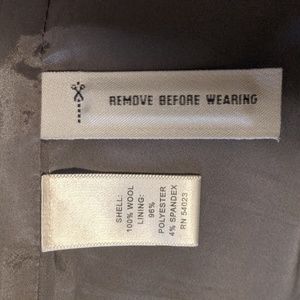 REMOVE BEFORE WEARING
SHELL:
100% WOOL
LINING:
96%
POLYESTER
4% SPANDEX
RN 54023